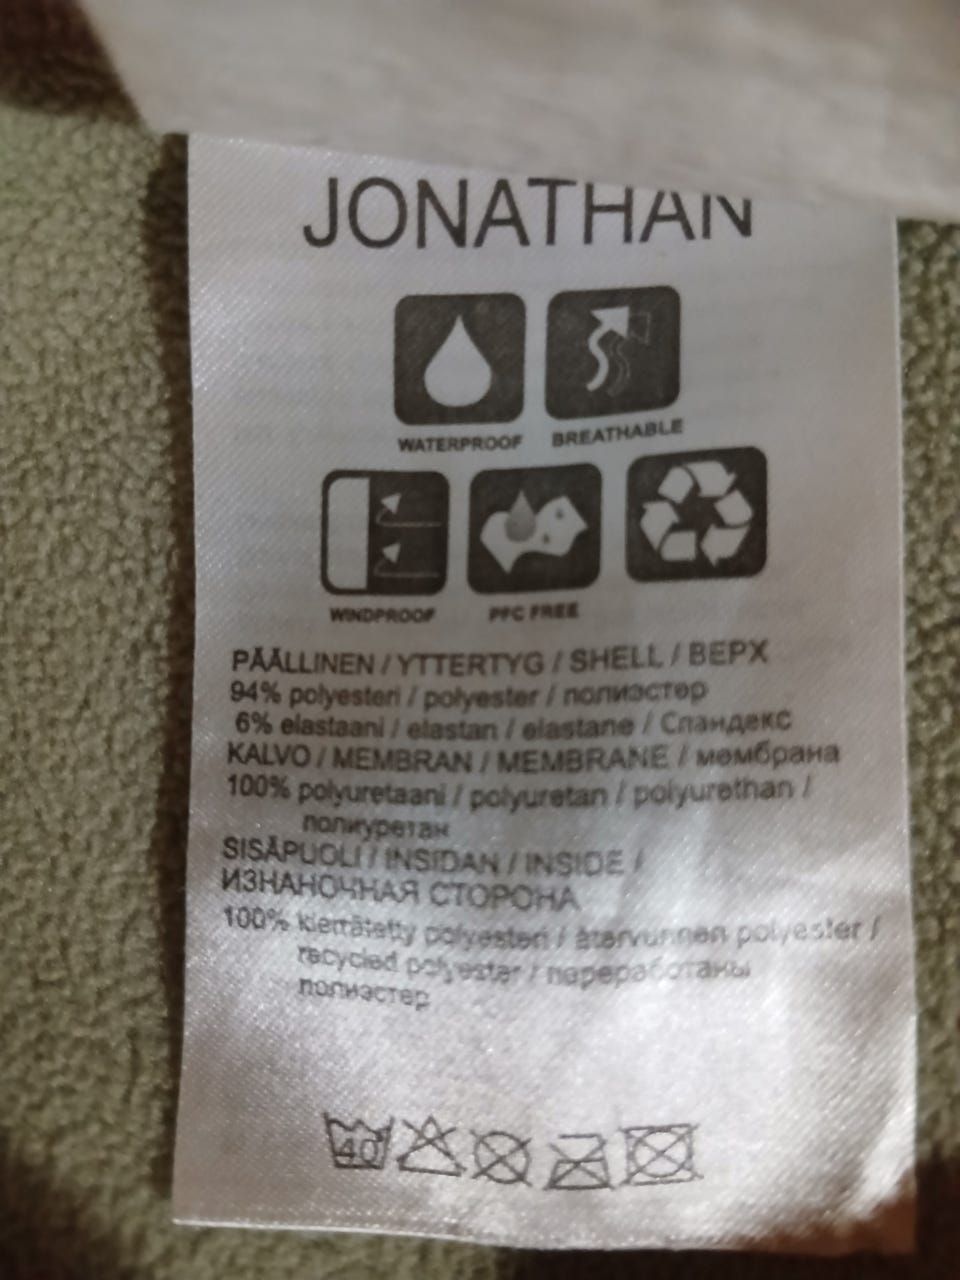 JONATHAN
WATERPROOF BREATHABLE
WINDPROOF PFC FREE
PÄÄLLINEN / YTTERTYG / SHELL / ВЕРХ
94% polyesteri / polyester / полиэстер
6% elastaani / elastan / elastane / Спандекс
KALVO / MEMBRAN / MEMBRANE / мембрана
100% polyuretaani / polyuretan / polyurethan /
полиуретан
SISÄPUOLI / INSIDAN / INSIDE /
ИЗНАНОЧНАЯ СТОРОНА
100% kierrätetty polyesteri / återvunnen polyester /
recycled polyester / переработаны
полиэстер
40